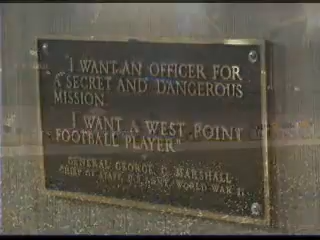 "I WANT AN OFFICER FOR
A SECRET AND DANGEROUS
MISSION.
I WANT A WEST POINT
FOOTBALL PLAYER"
GENERAL GEORGE C. MARSHALL
CHIEF OF STAFF, U.S. ARMY, WORLD WAR II